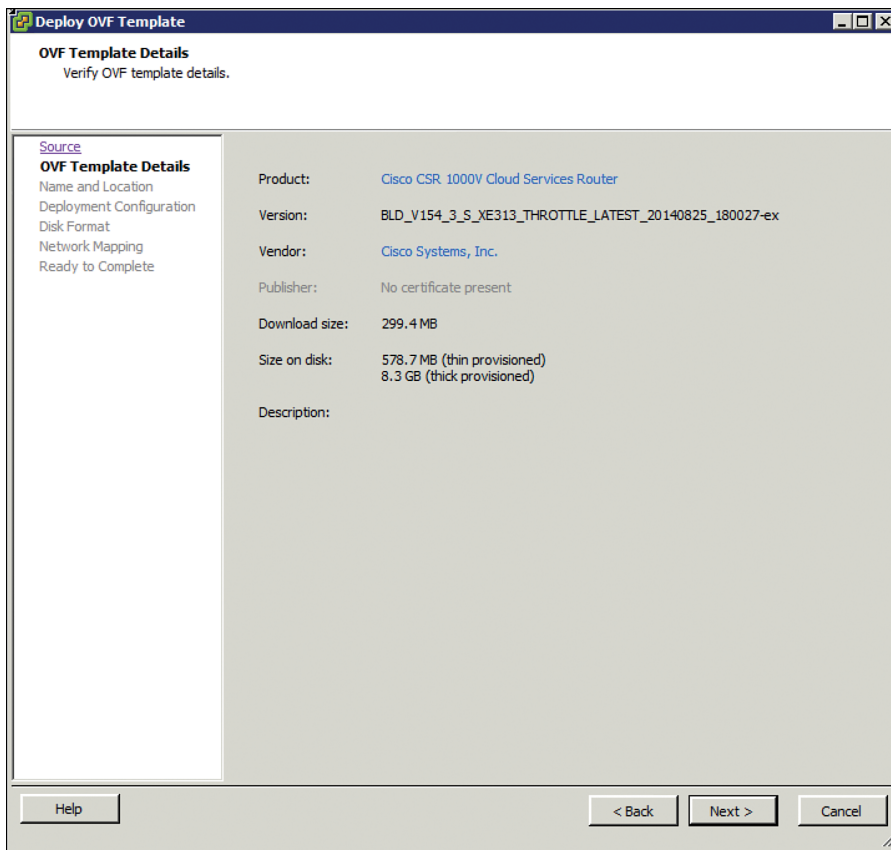 Deploy OVF Template
OVF Template Details
Verify OVF template details.
Source
OVF Template Details
Name and Location
Deployment Configuration
Disk Format
Network Mapping
Ready to Complete
Product: Cisco CSR 1000V Cloud Services Router
Version: BLD_V154_3_S_XE313_THROTTLE_LATEST_20140825_180027-ex
Vendor: Cisco Systems, Inc.
Publisher: No certificate present
Download size: 299.4 MB
Size on disk: 578.7 MB (thin provisioned)
8.3 GB (thick provisioned)
Description:
Help
< Back
Next >
Cancel